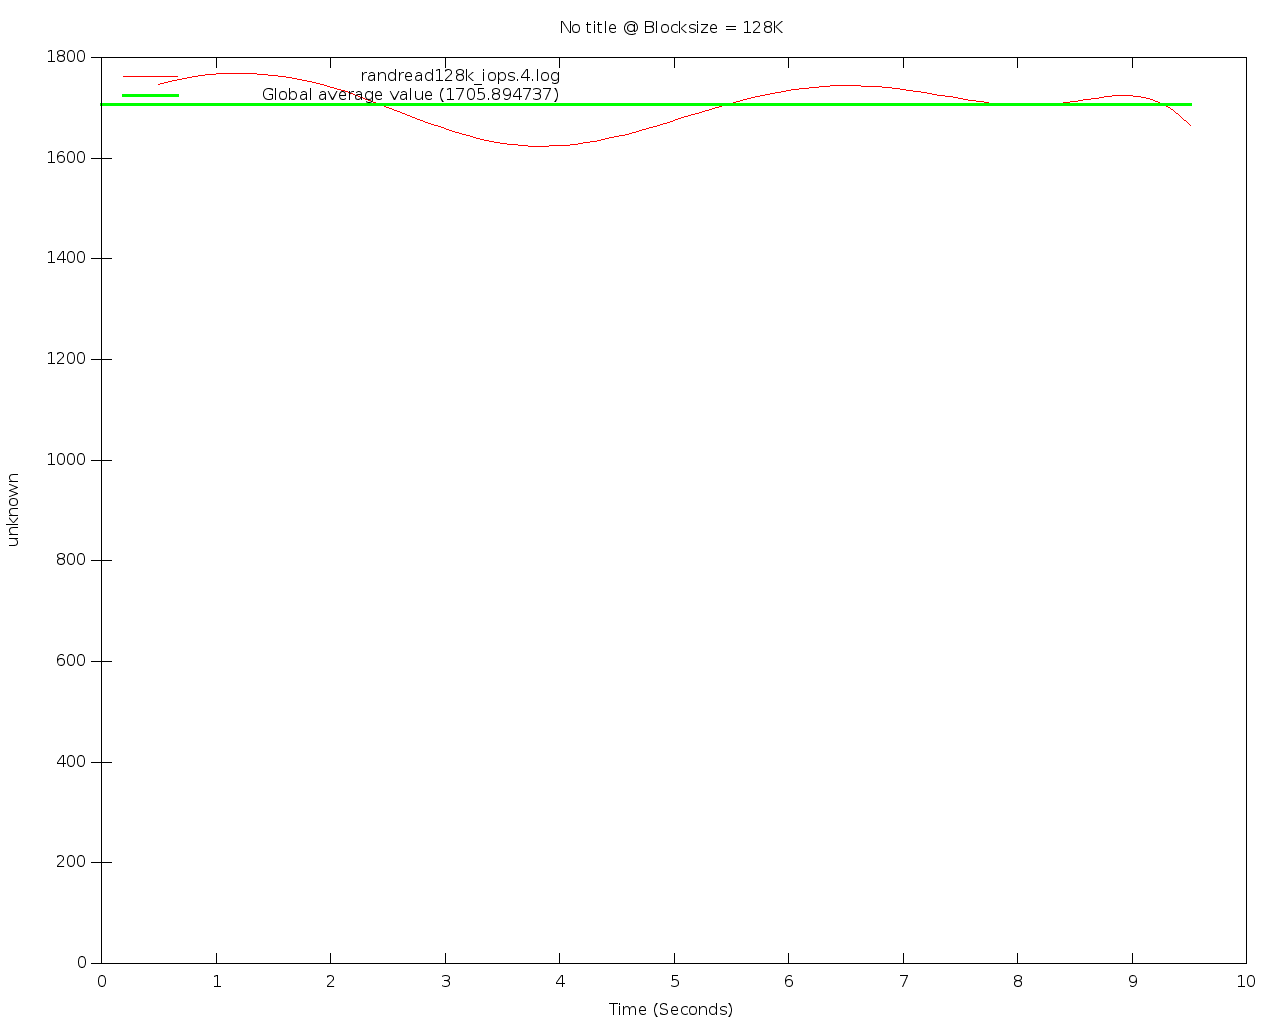 No title @ Blocksize = 128K
1800
randread128k_iops.4.log
Global average value (1705.894737)
1600
1400
1200
1000
unknown
800
600
400
200
0
0 1 2 3 4 5 6 7 8 9 10
Time (Seconds)